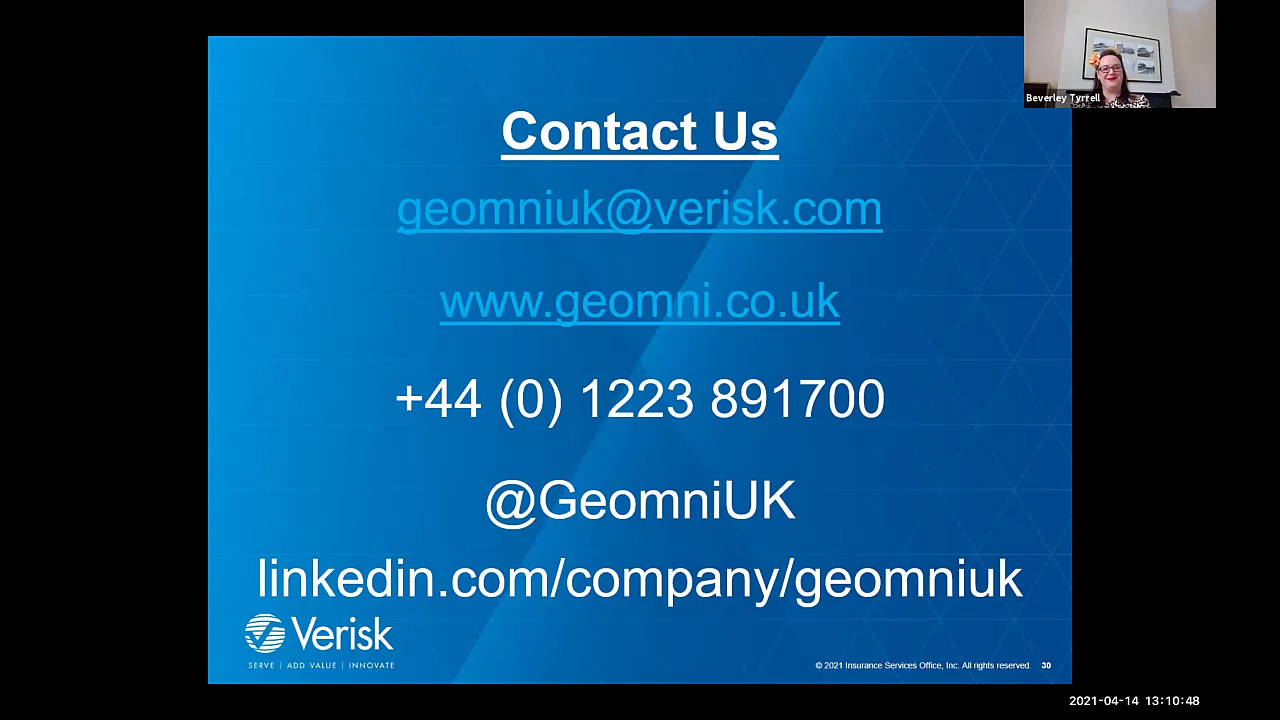 Beverley Tyrrell
Contact Us
geomniuk@verisk.com
www.geomni.co.uk
+44 (0) 1223 891700
@GeomniUK
linkedin.com/company/geomniuk
Verisk
SERVE | ADD VALUE | INNOVATE
© 2021 Insurance Services Office, Inc. All rights reserved. 30
2021-04-14 13:10:48